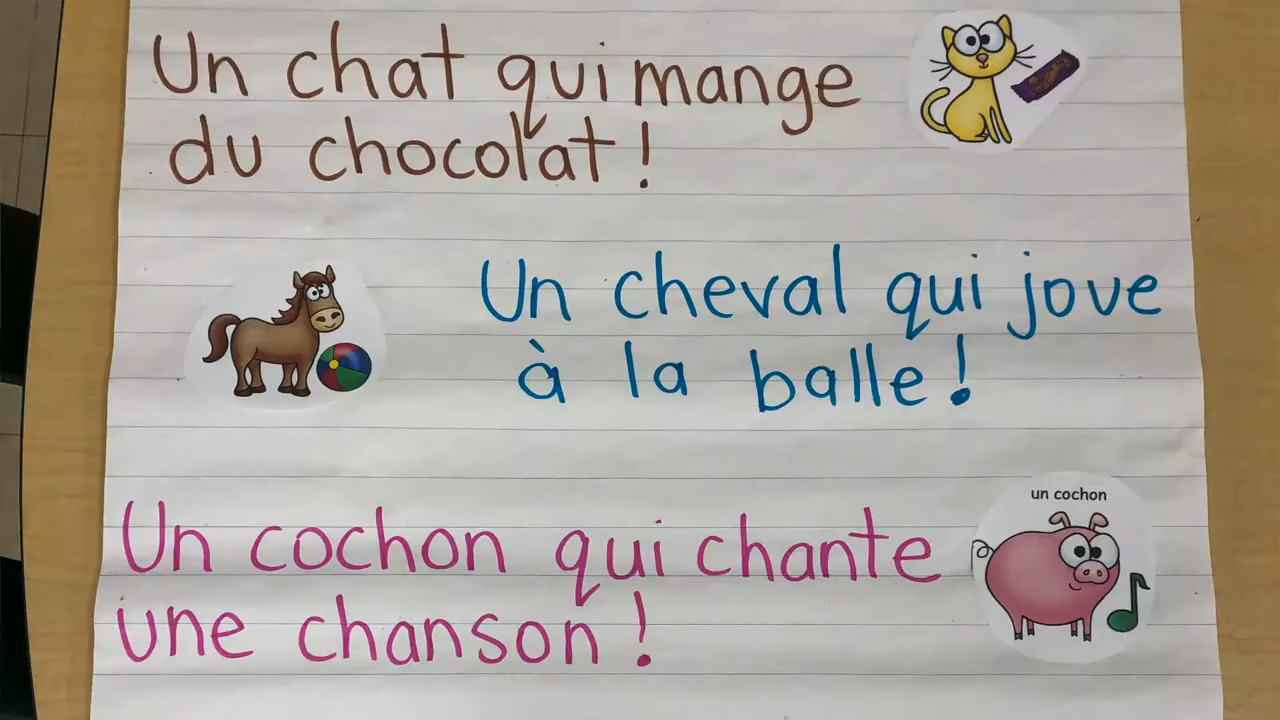 Un chat qui mange
du chocolat !
Un cheval qui joue
à la balle !
un cochon
Un cochon qui chante
une chanson !